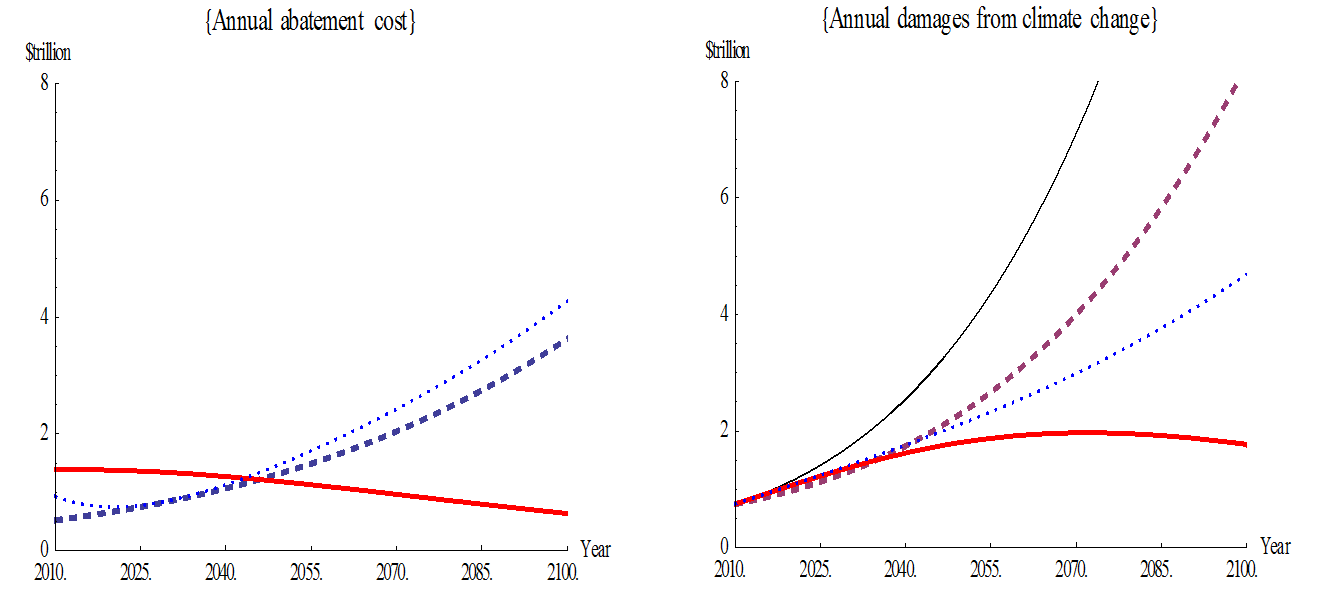 {Annual abatement cost}
$trillion
8
6
4
2
0
2010. 2025. 2040. 2055. 2070. 2085. 2100.
Year
{Annual damages from climate change}
$trillion
8
6
4
2
0
2010. 2025. 2040. 2055. 2070. 2085. 2100.
Year